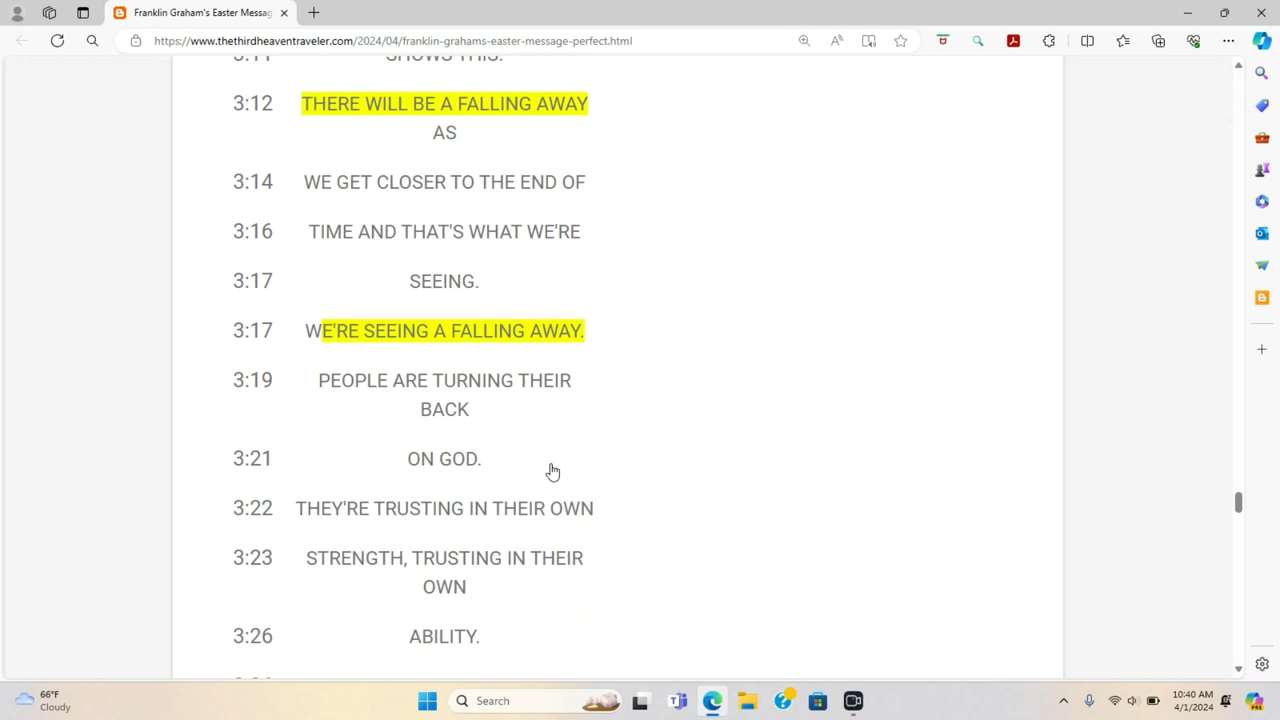 Franklin Graham's Easter Messag
https://www.thethirdheaventraveler.com/2024/04/franklin-grahams-easter-message-perfect.html
SHOWS THIS.
3:12 THERE WILL BE A FALLING AWAY
AS
3:14 WE GET CLOSER TO THE END OF
3:16 TIME AND THAT'S WHAT WE'RE
3:17 SEEING.
3:17 WE'RE SEEING A FALLING AWAY.
3:19 PEOPLE ARE TURNING THEIR
BACK
3:21 ON GOD.
3:22 THEY'RE TRUSTING IN THEIR OWN
3:23 STRENGTH, TRUSTING IN THEIR
OWN
3:26 ABILITY.
66°F
Cloudy
Search
10:40 AM
4/1/2024